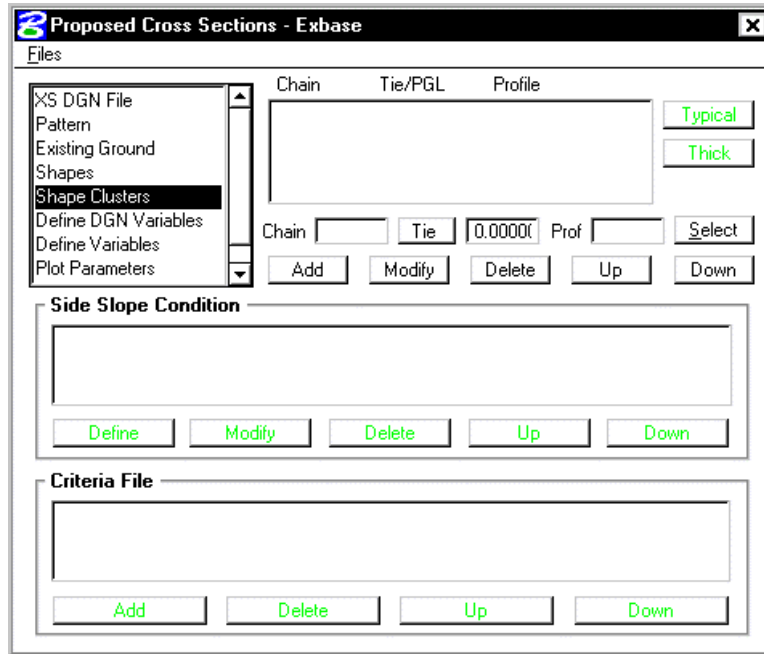 Proposed Cross Sections - Exbase
Files
XS DGN File
Pattern
Existing Ground
Shapes
Shape Clusters
Define DGN Variables
Define Variables
Plot Parameters
Chain Tie/PGL Profile
Typical
Thick
Chain Tie 0.0000( Prof Select
Add Modify Delete Up Down
Side Slope Condition
Define Modify Delete Up Down
Criteria File
Add Delete Up Down